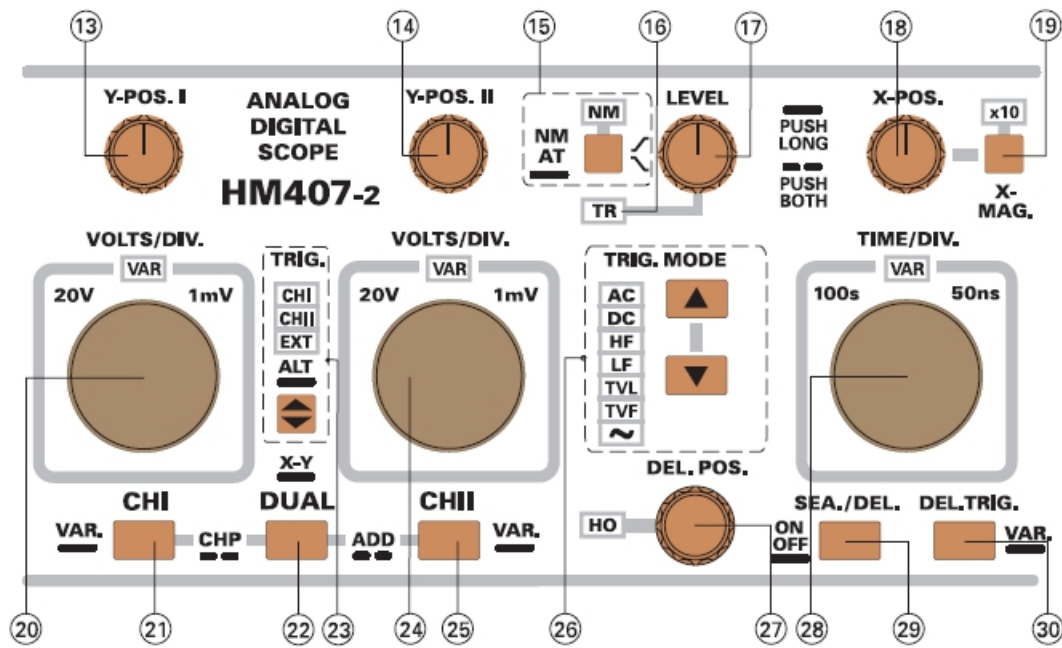 13 14 15 16 17 18 19
Y-POS. I
ANALOG
DIGITAL
SCOPE
HM407-2
Y-POS. II
NM
NM
AT
LEVEL
TR
PUSH
LONG
PUSH
BOTH
X-POS.
x10
X-
MAG.
VOLTS/DIV.
VAR
20V 1mV
TRIG.
CHI
CHII
EXT
ALT
VOLTS/DIV.
VAR
20V 1mV
TRIG. MODE
AC
DC
HF
LF
TVL
TVF
~
TIME/DIV.
VAR
100s 50ns
X-Y
CHI DUAL CHII
VAR. CHP ADD VAR.
DEL. POS.
HO
ON
OFF
SEA./DEL. DEL.TRIG.
VAR.
20 21 22 23 24 25 26 27 28 29 30